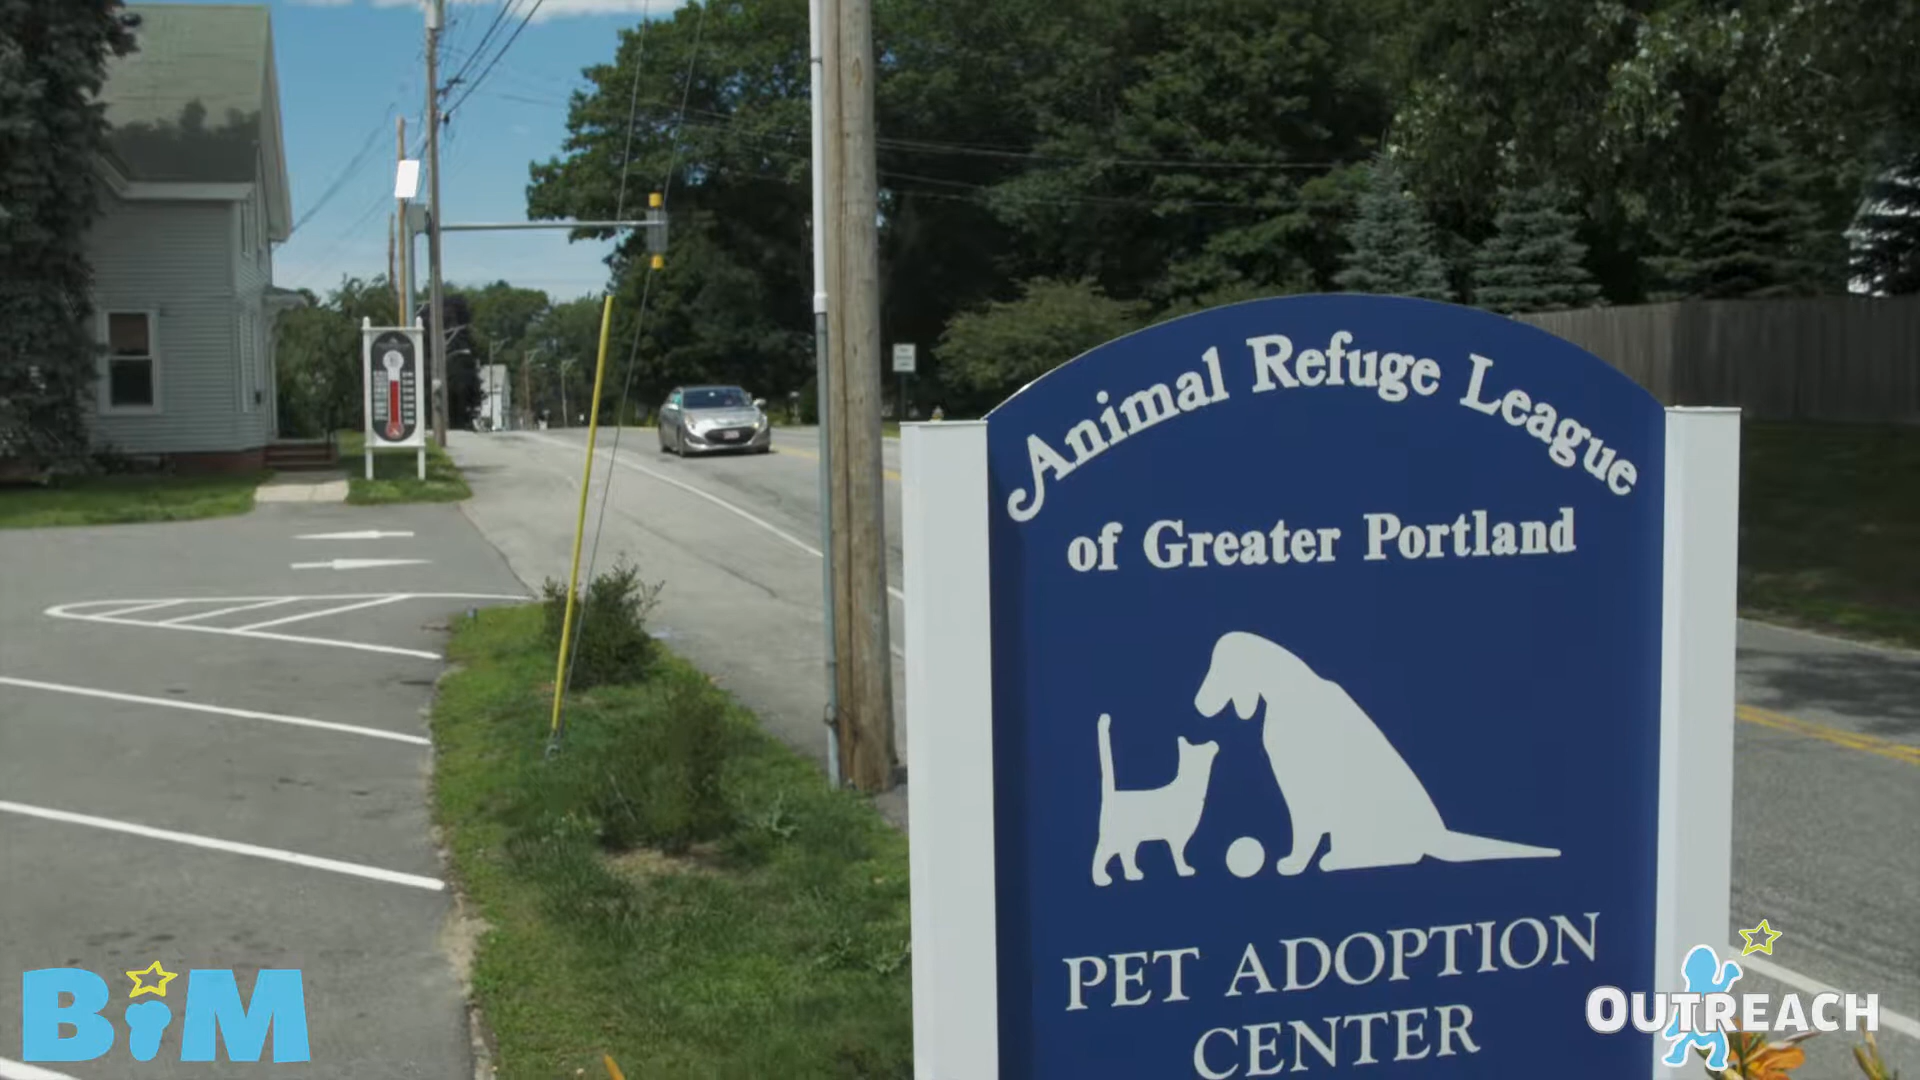 Animal Refuge League
of Greater Portland
PET ADOPTION
CENTER
BiM
OUTREACH